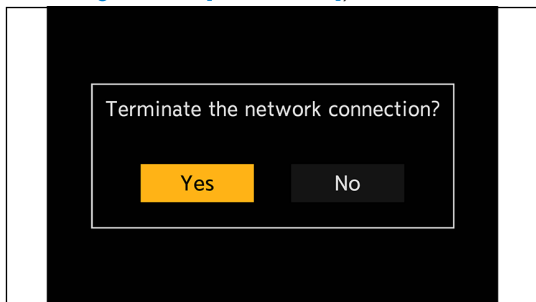 Terminate the network connection?
Yes
No